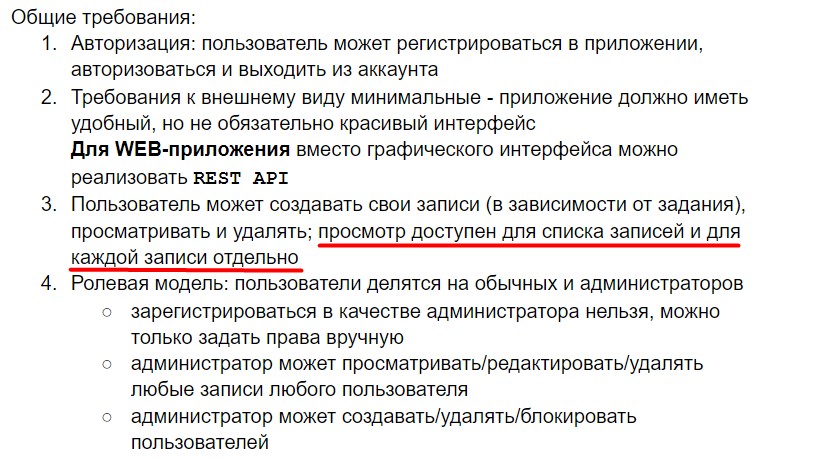 Общие требования:
1. Авторизация: пользователь может регистрироваться в приложении,
авторизоваться и выходить из аккаунта
2. Требования к внешнему виду минимальные - приложение должно иметь
удобный, но не обязательно красивый интерфейс
Для WEB-приложения вместо графического интерфейса можно
реализовать REST API
3. Пользователь может создавать свои записи (в зависимости от задания),
просматривать и удалять; просмотр доступен для списка записей и для
каждой записи отдельно
4. Ролевая модель: пользователи делятся на обычных и администраторов
○ зарегистрироваться в качестве администратора нельзя, можно
только задать права вручную
○ администратор может просматривать/редактировать/удалять
любые записи любого пользователя
○ администратор может создавать/удалять/блокировать
пользователей